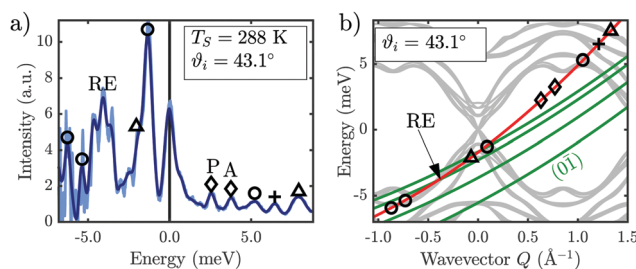 a)
T_S = 288 K
ϑ_i = 43.1°
RE
P A
Intensity (a.u.)
0
2
4
6
8
10
-5.0
0.0
5.0
Energy (meV)
b)
ϑ_i = 43.1°
RE
(01̄)
Energy (meV)
-5
0
5
-1.0
-0.5
0.0
0.5
1.0
1.5
Wavevector Q (Å⁻¹)